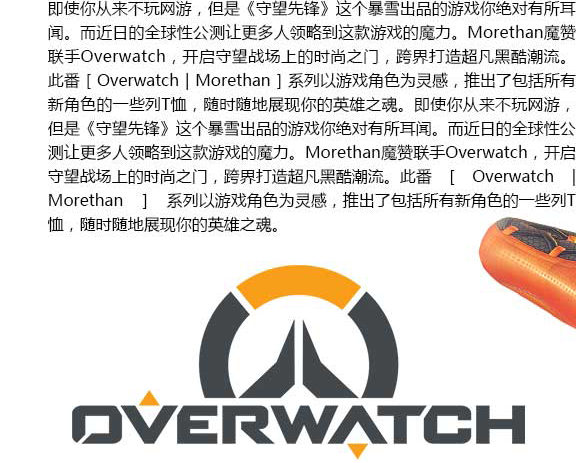 即使你从来不玩网游，但是《守望先锋》这个暴雪出品的游戏你绝对有所耳
闻。而近日的全球性公测让更多人领略到这款游戏的魔力。Morethan魔赞
联手Overwatch，开启守望战场上的时尚之门，跨界打造超凡黑酷潮流。
此番 [ Overwatch | Morethan ] 系列以游戏角色为灵感，推出了包括所有
新角色的一些列T恤，随时随地展现你的英雄之魂。即使你从来不玩网游，
但是《守望先锋》这个暴雪出品的游戏你绝对有所耳闻。而近日的全球性公
测让更多人领略到这款游戏的魔力。Morethan魔赞联手Overwatch，开启
守望战场上的时尚之门，跨界打造超凡黑酷潮流。此番 [ Overwatch |
Morethan ] 系列以游戏角色为灵感，推出了包括所有新角色的一些列T
恤，随时随地展现你的英雄之魂。
OVERWATCH